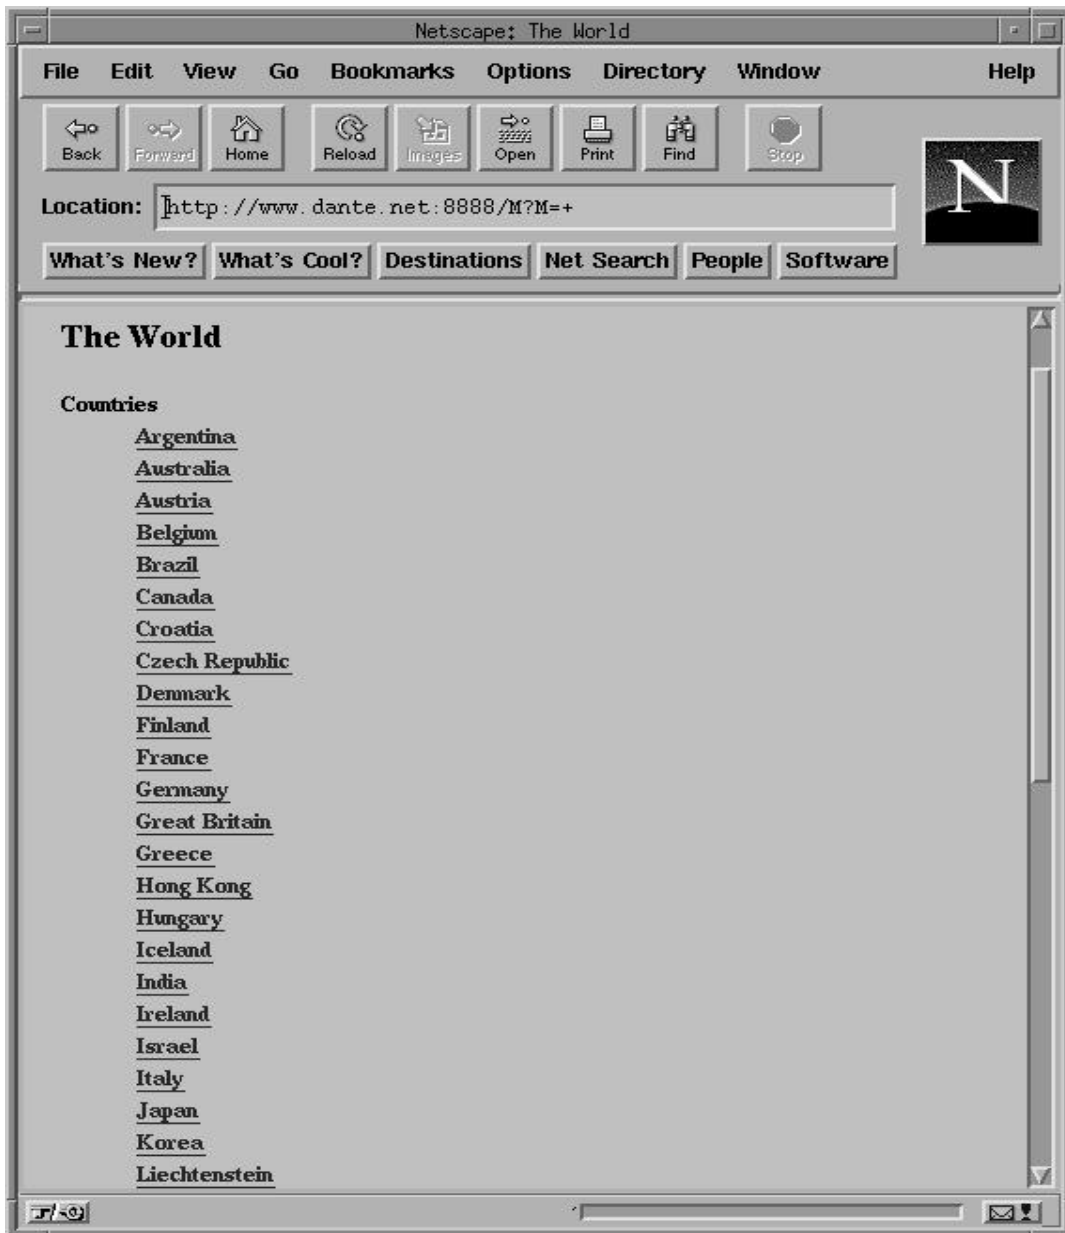 Netscape: The World
File Edit View Go Bookmarks Options Directory Window Help
Back Forward Home Reload Images Open Print Find Stop
N
Location: http://www.dante.net:8888/M?M=+
What's New? What's Cool? Destinations Net Search People Software
The World
Countries
Argentina
Australia
Austria
Belgium
Brazil
Canada
Croatia
Czech Republic
Denmark
Finland
France
Germany
Great Britain
Greece
Hong Kong
Hungary
Iceland
India
Ireland
Israel
Italy
Japan
Korea
Liechtenstein